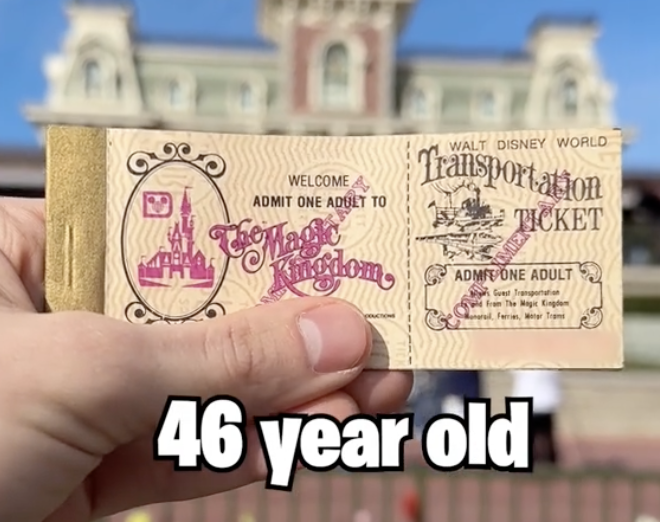 WELCOME
ADMIT ONE ADULT TO
The Magic
Kingdom
WALT DISNEY WORLD
Transportation
TICKET
ADMIT ONE ADULT
Guest Transportation
From The Magic Kingdom
Monorail, Ferries, Motor Trams
46 year old